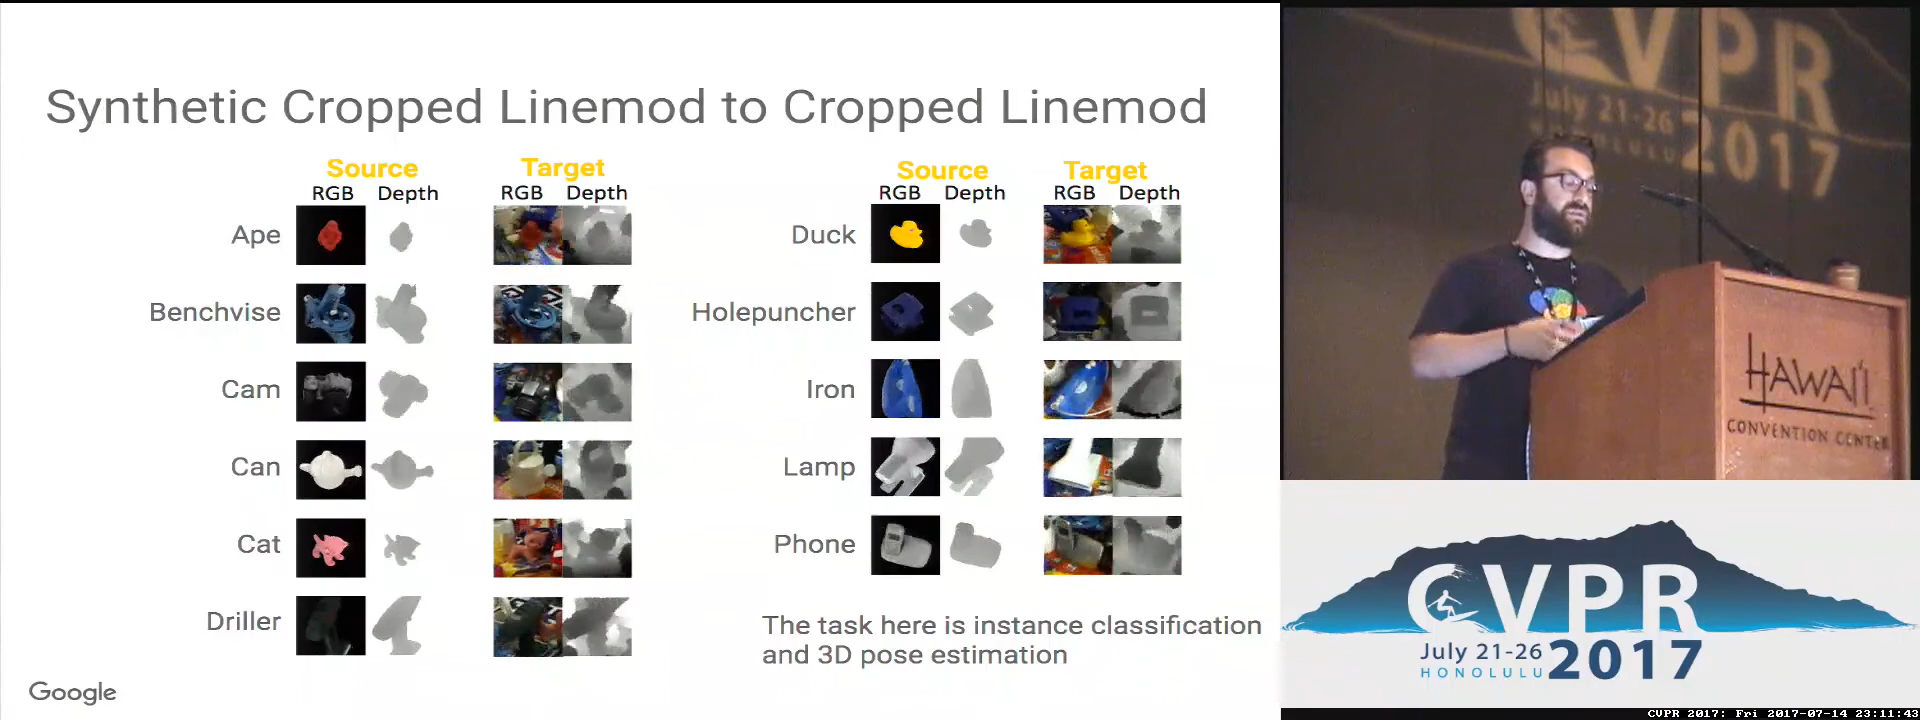 Synthetic Cropped Linemod to Cropped Linemod
Source Target
RGB Depth RGB Depth
Ape
Benchvise
Cam
Can
Cat
Driller
Source Target
RGB Depth RGB Depth
Duck
Holepuncher
Iron
Lamp
Phone
The task here is instance classification
and 3D pose estimation
Google
CVPR
July 21-26
HONOLULU
2017
HAWAI'I
CONVENTION CENTER
CVPR
July 21-26
HONOLULU
2017
CVPR 2017: Fri 2017-07-14 23:11:43